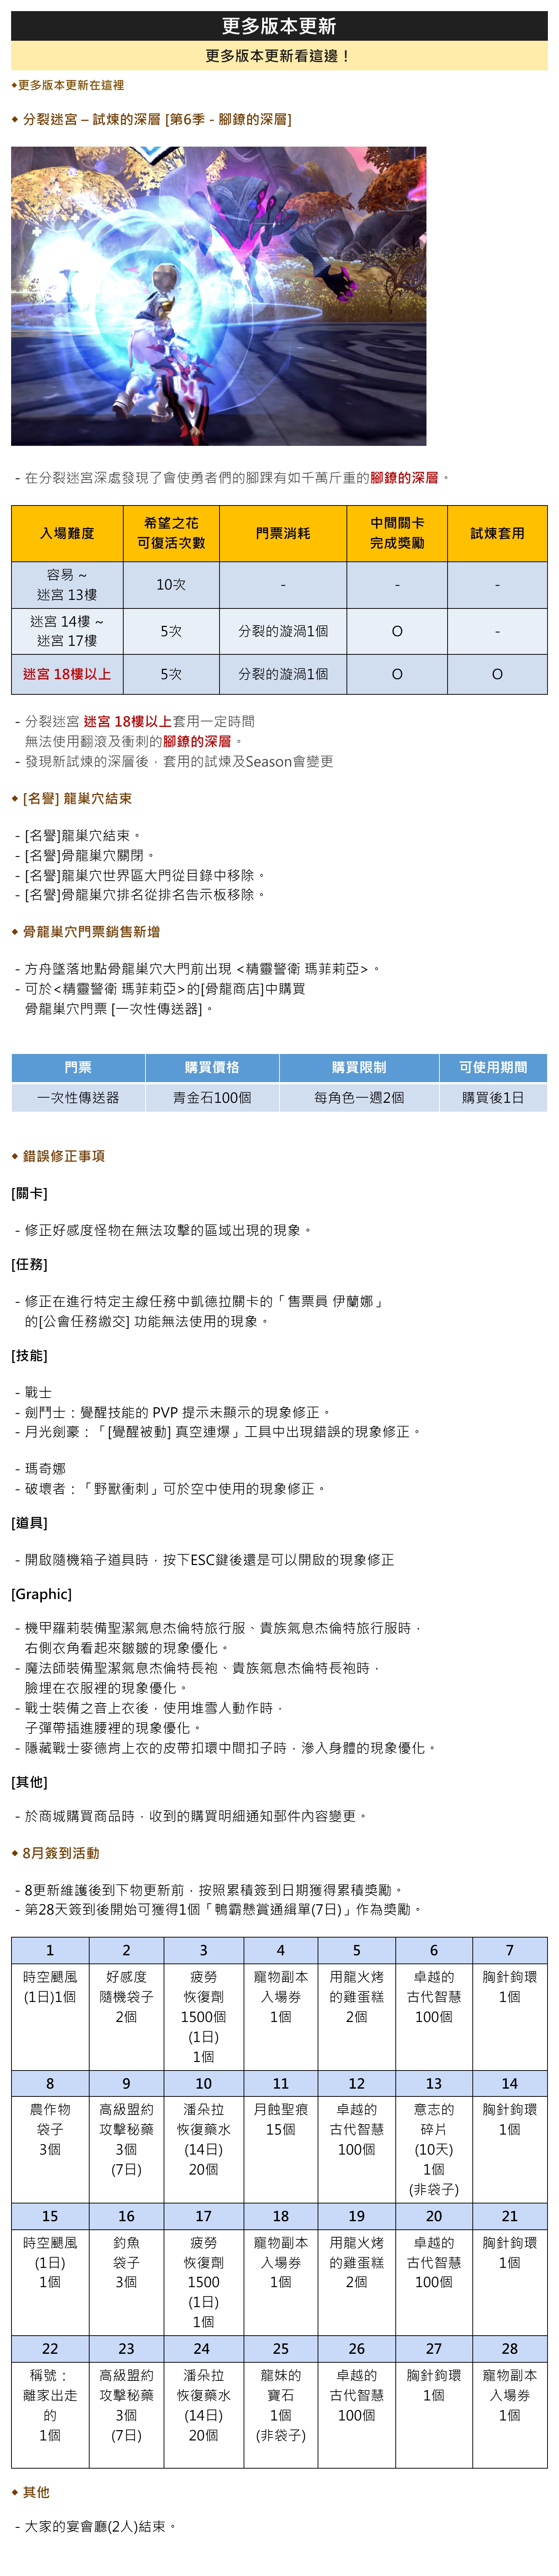 更多版本更新
更多版本更新看這邊！
◆更多版本更新在這裡
◆ 分裂迷宮 – 試煉的深層 [第6季 - 腳鐐的深層]
- 在分裂迷宮深處發現了會使勇者們的腳踝有如千萬斤重的腳鐐的深層。
入場難度 希望之花 可復活次數 門票消耗 中間關卡 完成獎勵 試煉套用
容易 ~ 迷宮 13樓 10次 - - -
迷宮 14樓 ~ 迷宮 17樓 5次 分裂的漩渦1個 O -
迷宮 18樓以上 5次 分裂的漩渦1個 O O
- 分裂迷宮 迷宮 18樓以上套用一定時間
無法使用翻滾及衝刺的腳鐐的深層。
- 發現新試煉的深層後，套用的試煉及Season會變更
◆ [名譽] 龍巢穴結束
- [名譽]龍巢穴結束。
- [名譽]骨龍巢穴關閉。
- [名譽]龍巢穴世界區大門從目錄中移除。
- [名譽]骨龍巢穴排名從排名告示板移除。
◆ 骨龍巢穴門票銷售新增
- 方舟墜落地點骨龍巢穴大門前出現 <精靈警衛 瑪菲莉亞>。
- 可於<精靈警衛 瑪菲莉亞>的[骨龍商店]中購買
骨龍巢穴門票 [一次性傳送器]。
門票 購買價格 購買限制 可使用期間
一次性傳送器 青金石100個 每角色一週2個 購買後1日
◆ 錯誤修正事項
[關卡]
- 修正好感度怪物在無法攻擊的區域出現的現象。
[任務]
- 修正在進行特定主線任務中凱德拉關卡的「售票員 伊蘭娜」
的[公會任務繳交] 功能無法使用的現象。
[技能]
- 戰士
- 劍鬥士：覺醒技能的 PVP 提示未顯示的現象修正。
- 月光劍豪：「[覺醒被動] 真空連爆」工具中出現錯誤的現象修正。
- 瑪奇娜
- 破壞者：「野獸衝刺」可於空中使用的現象修正。
[道具]
- 開啟隨機箱子道具時，按下ESC鍵後還是可以開啟的現象修正
[Graphic]
- 機甲羅莉裝備聖潔氣息杰倫特旅行服、貴族氣息杰倫特旅行服時，
右側衣角看起來皺皺的現象優化。
- 魔法師裝備聖潔氣息杰倫特長袍、貴族氣息杰倫特長袍時，
臉埋在衣服裡的現象優化。
- 戰士裝備之音上衣後，使用堆雪人動作時，
子彈帶插進腰裡的現象優化。
- 隱藏戰士麥德肯上衣的皮帶扣環中間扣子時，滲入身體的現象優化。
[其他]
- 於商城購買商品時，收到的購買明細通知郵件內容變更。
◆ 8月簽到活動
- 8更新維護後到下物更新前，按照累積簽到日期獲得累積獎勵。
- 第28天簽到後開始可獲得1個「鴨霸懸賞通緝單(7日)」作為獎勵。
1 2 3 4 5 6 7
時空颶風 (1日)1個 好感度 隨機袋子 2個 疲勞 恢復劑 1500個 (1日) 1個 寵物副本 入場券 1個 用龍火烤 的雞蛋糕 2個 卓越的 古代智慧 100個 胸針鉤環 1個
8 9 10 11 12 13 14
農作物 袋子 3個 高級盟約 攻擊秘藥 3個 (7日) 潘朵拉 恢復藥水 (14日) 20個 月蝕聖痕 15個 卓越的 古代智慧 100個 意志的 碎片 (10天) 1個 (非袋子) 胸針鉤環 1個
15 16 17 18 19 20 21
時空颶風 (1日) 1個 釣魚 袋子 3個 疲勞 恢復劑 1500 (1日) 1個 寵物副本 入場券 1個 用龍火烤 的雞蛋糕 2個 卓越的 古代智慧 100個 胸針鉤環 1個
22 23 24 25 26 27 28
稱號： 離家出走 的 1個 高級盟約 攻擊秘藥 3個 (7日) 潘朵拉 恢復藥水 (14日) 20個 龍妹的 寶石 1個 (非袋子) 卓越的 古代智慧 100個 胸針鉤環 1個 寵物副本 入場券 1個
◆ 其他
- 大家的宴會廳(2人)結束。